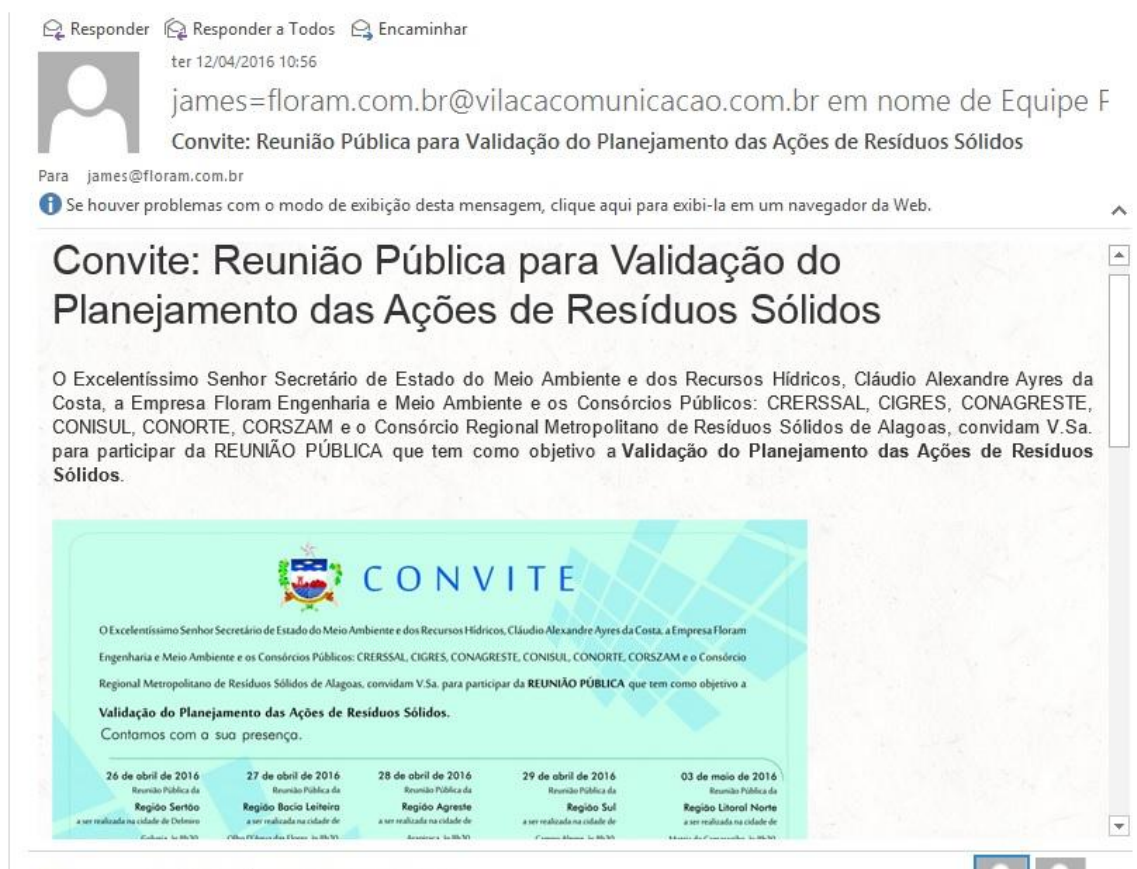 Responder Responder a Todos Encaminhar
ter 12/04/2016 10:56
james=floram.com.br@vilacacomunicacao.com.br em nome de Equipe F
Convite: Reunião Pública para Validação do Planejamento das Ações de Resíduos Sólidos
Para james@floram.com.br
Se houver problemas com o modo de exibição desta mensagem, clique aqui para exibi-la em um navegador da Web.
Convite: Reunião Pública para Validação do
Planejamento das Ações de Resíduos Sólidos
O Excelentíssimo Senhor Secretário de Estado do Meio Ambiente e dos Recursos Hídricos, Cláudio Alexandre Ayres da
Costa, a Empresa Floram Engenharia e Meio Ambiente e os Consórcios Públicos: CRERSSAL, CIGRES, CONAGRESTE,
CONISUL, CONORTE, CORSZAM e o Consórcio Regional Metropolitano de Resíduos Sólidos de Alagoas, convidam V.Sa.
para participar da REUNIÃO PÚBLICA que tem como objetivo a Validação do Planejamento das Ações de Resíduos
Sólidos.
CONVITE
O Excelentíssimo Senhor Secretário de Estado do Meio Ambiente e dos Recursos Hídricos, Cláudio Alexandre Ayres da Costa, a Empresa Floram
Engenharia e Meio Ambiente e os Consórcios Públicos: CRERSSAL, CIGRES, CONAGRESTE, CONISUL, CONORTE, CORSZAM e o Consórcio
Regional Metropolitano de Resíduos Sólidos de Alagoas, convidam V.Sa. para participar da REUNIÃO PÚBLICA que tem como objetivo a
Validação do Planejamento das Ações de Resíduos Sólidos.
Contamos com a sua presença.
26 de abril de 2016
Reunião Pública da
Região Sertão
a ser realizada na cidade de Delmiro
27 de abril de 2016
Reunião Pública da
Região Bacia Leiteira
a ser realizada na cidade de
28 de abril de 2016
Reunião Pública da
Região Agreste
a ser realizada na cidade de
29 de abril de 2016
Reunião Pública da
Região Sul
a ser realizada na cidade de
03 de maio de 2016
Reunião Pública da
Região Litoral Norte
a ser realizada na cidade de